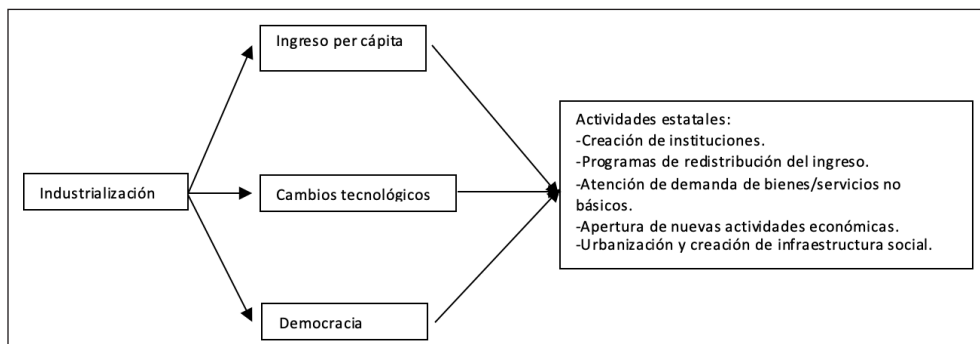 Ingreso per cápita
Industrialización
Cambios tecnológicos
Democracia
Actividades estatales:
-Creación de instituciones.
-Programas de redistribución del ingreso.
-Atención de demanda de bienes/servicios no
básicos.
-Apertura de nuevas actividades económicas.
-Urbanización y creación de infraestructura social.